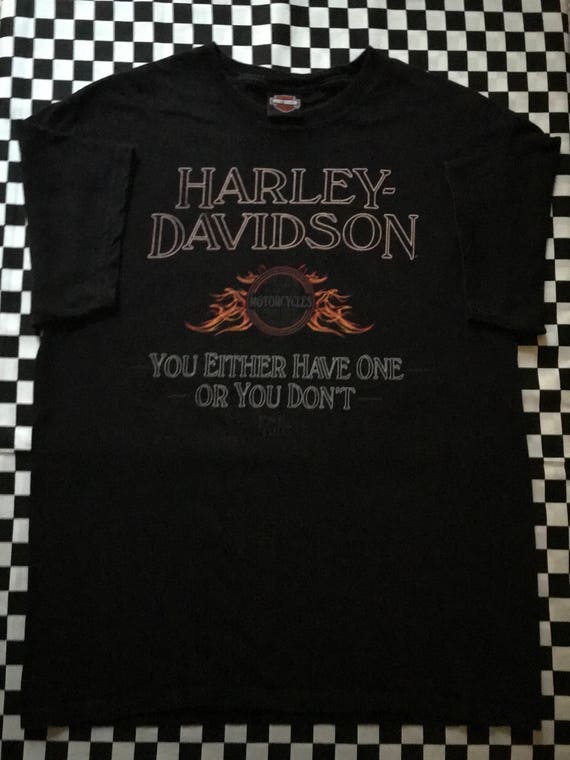 HARLEY-
DAVIDSON
MOTORCYCLES
YOU EITHER HAVE ONE
OR YOU DON'T